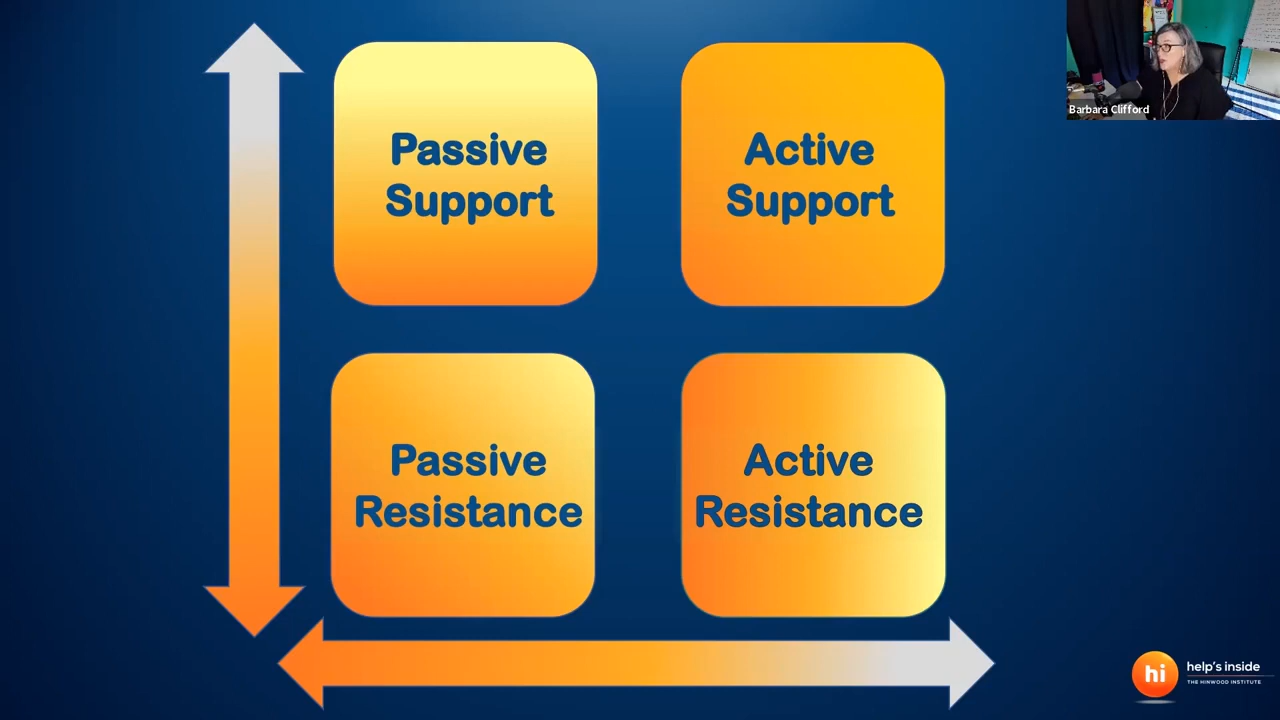 Passive
Support
Active
Support
Barbara Clifford
Passive
Resistance
Active
Resistance
hi
help's inside
THE HINWOOD INSTITUTE